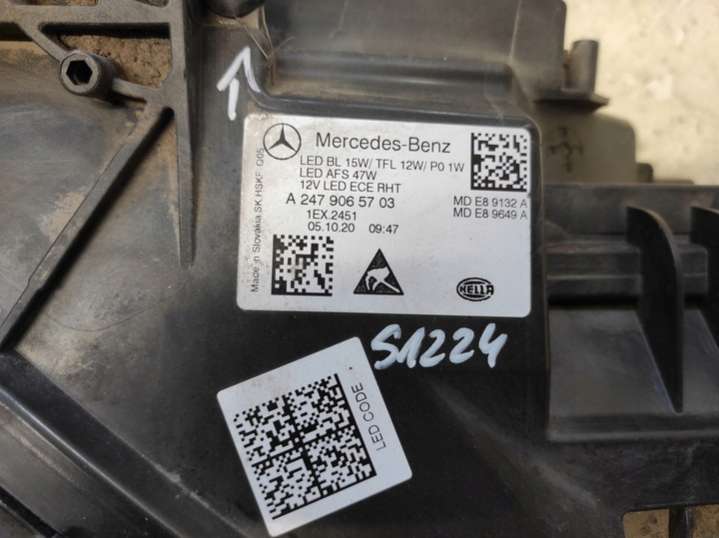 Mercedes-Benz
LED BL 15W/ TFL 12W/ PO 1W
LED AFS 47W
12V LED ECE RHT
A 247 906 57 03
1EX.2451
05.10.20 09:47
MD E8 9132 A
MD E8 9649 A
Made in Slovakia SK HSKF 005
HELLA
S1224
LED CODE